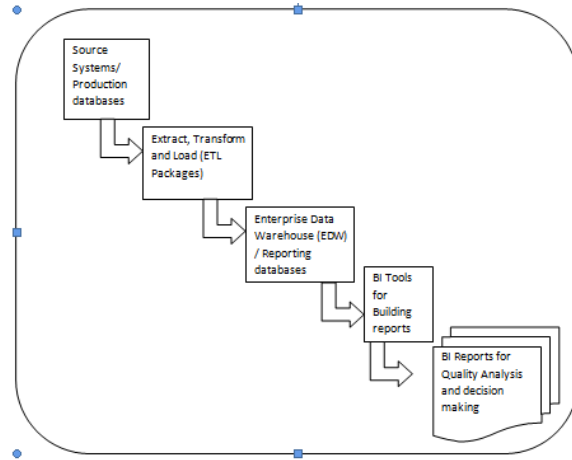 Source
Systems/
Production
databases
Extract, Transform
and Load (ETL
Packages)
Enterprise Data
Warehouse (EDW)
/ Reporting
databases
BI Tools
for
Building
reports
BI Reports for
Quality Analysis
and decision
making